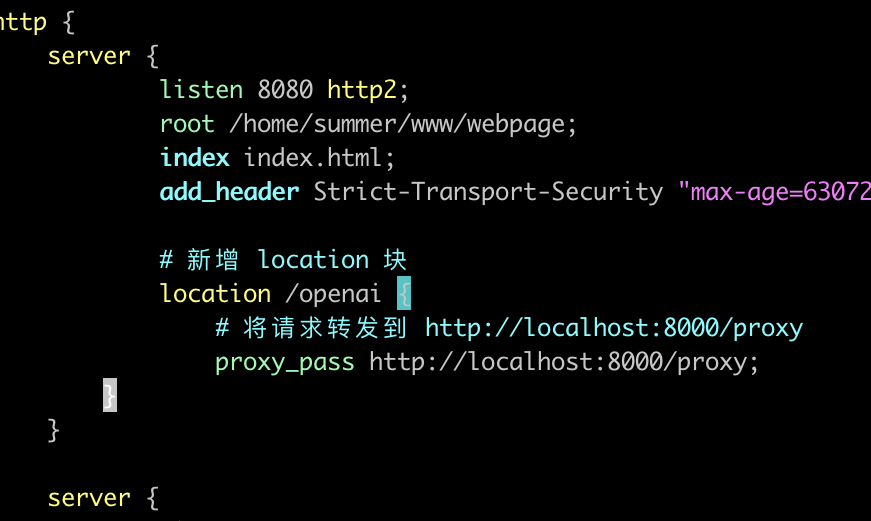 http {
server {
listen 8080 http2;
root /home/summer/www/webpage;
index index.html;
add_header Strict-Transport-Security "max-age=63072
# 新增 location 块
location /openai {
# 将请求转发到 http://localhost:8000/proxy
proxy_pass http://localhost:8000/proxy;
}
}
server {